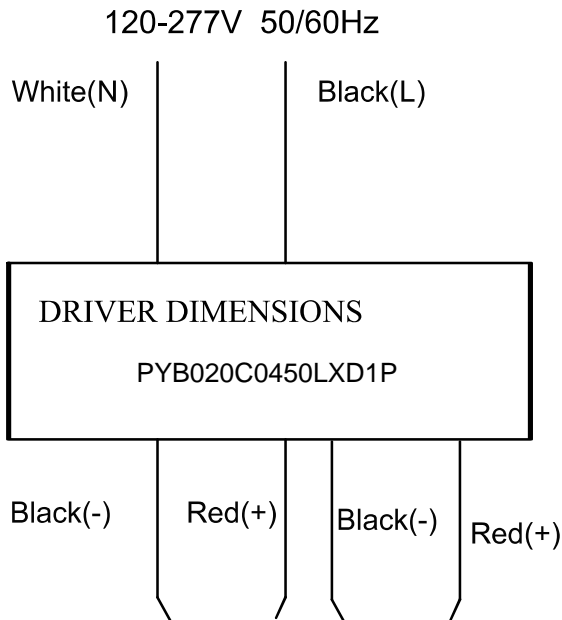 120-277V 50/60Hz
White(N)
Black(L)
DRIVER DIMENSIONS
PYB020C0450LXD1P
Black(-)
Red(+)
Black(-)
Red(+)